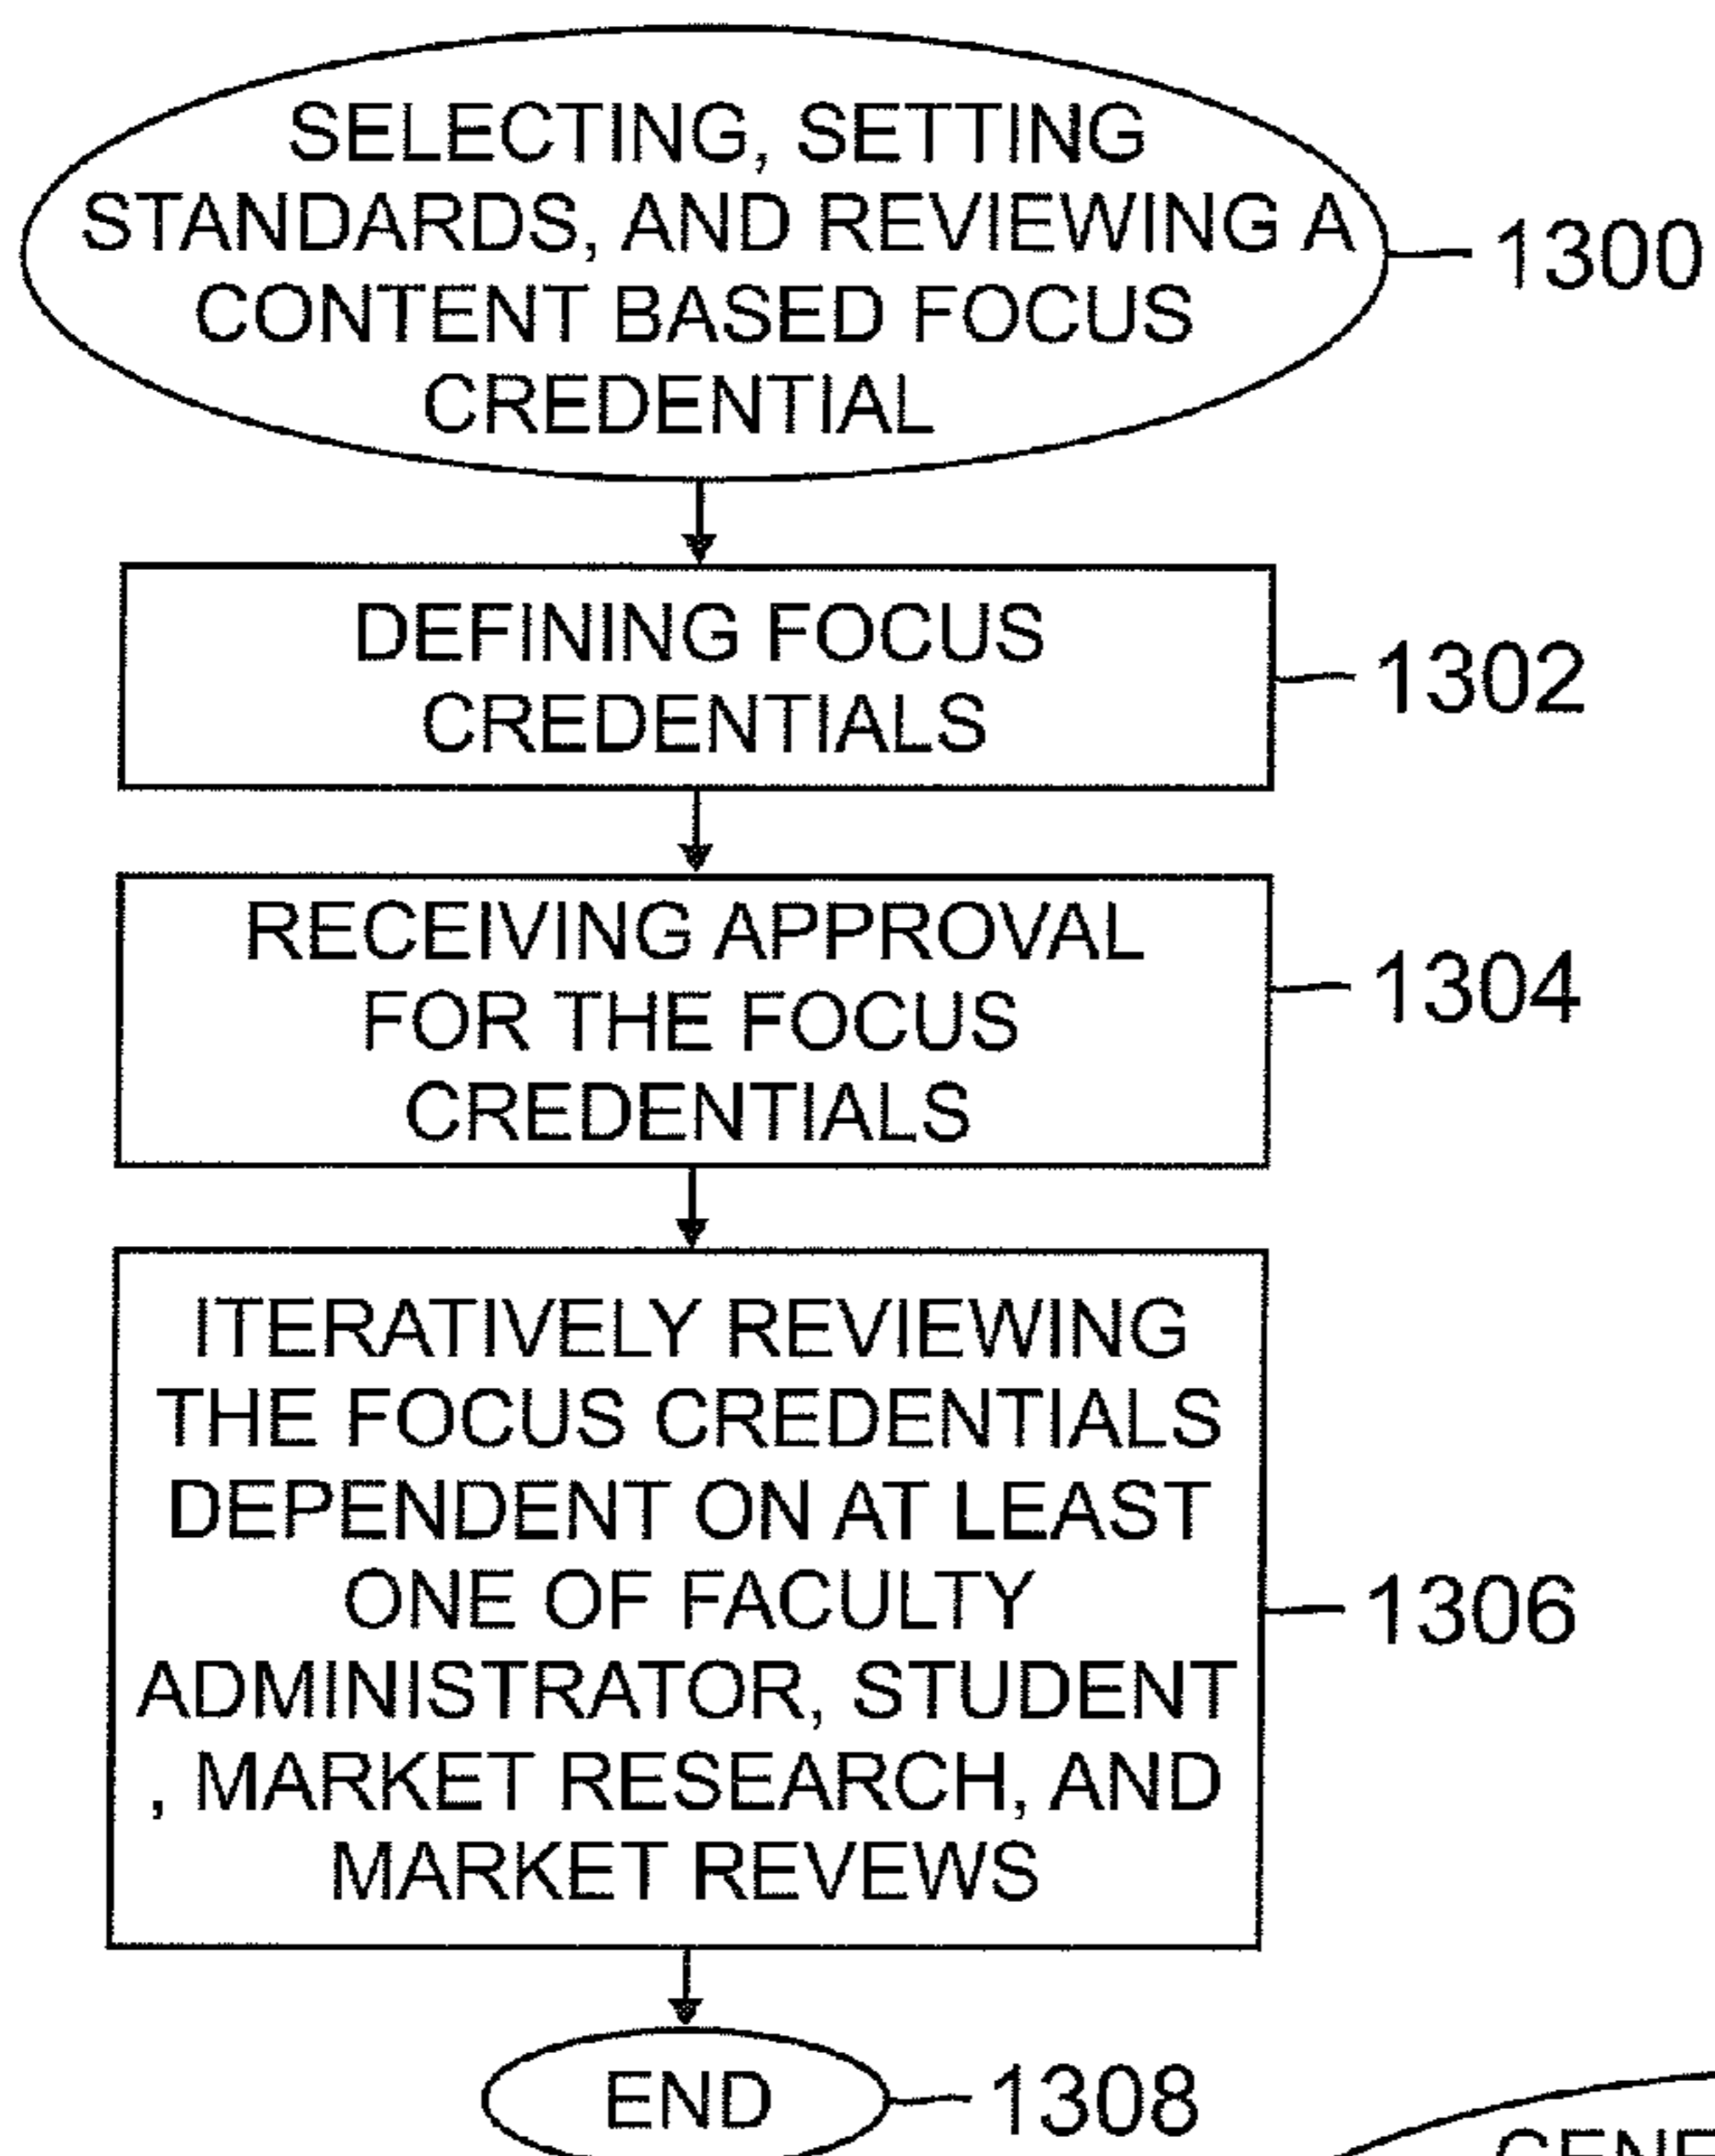 SELECTING, SETTING
STANDARDS, AND REVIEWING A
CONTENT BASED FOCUS
CREDENTIAL
1300
DEFINING FOCUS
CREDENTIALS
1302
RECEIVING APPROVAL
FOR THE FOCUS
CREDENTIALS
1304
ITERATIVELY REVIEWING
THE FOCUS CREDENTIALS
DEPENDENT ON AT LEAST
ONE OF FACULTY
ADMINISTRATOR, STUDENT
, MARKET RESEARCH, AND
MARKET REVEWS
1306
END
1308